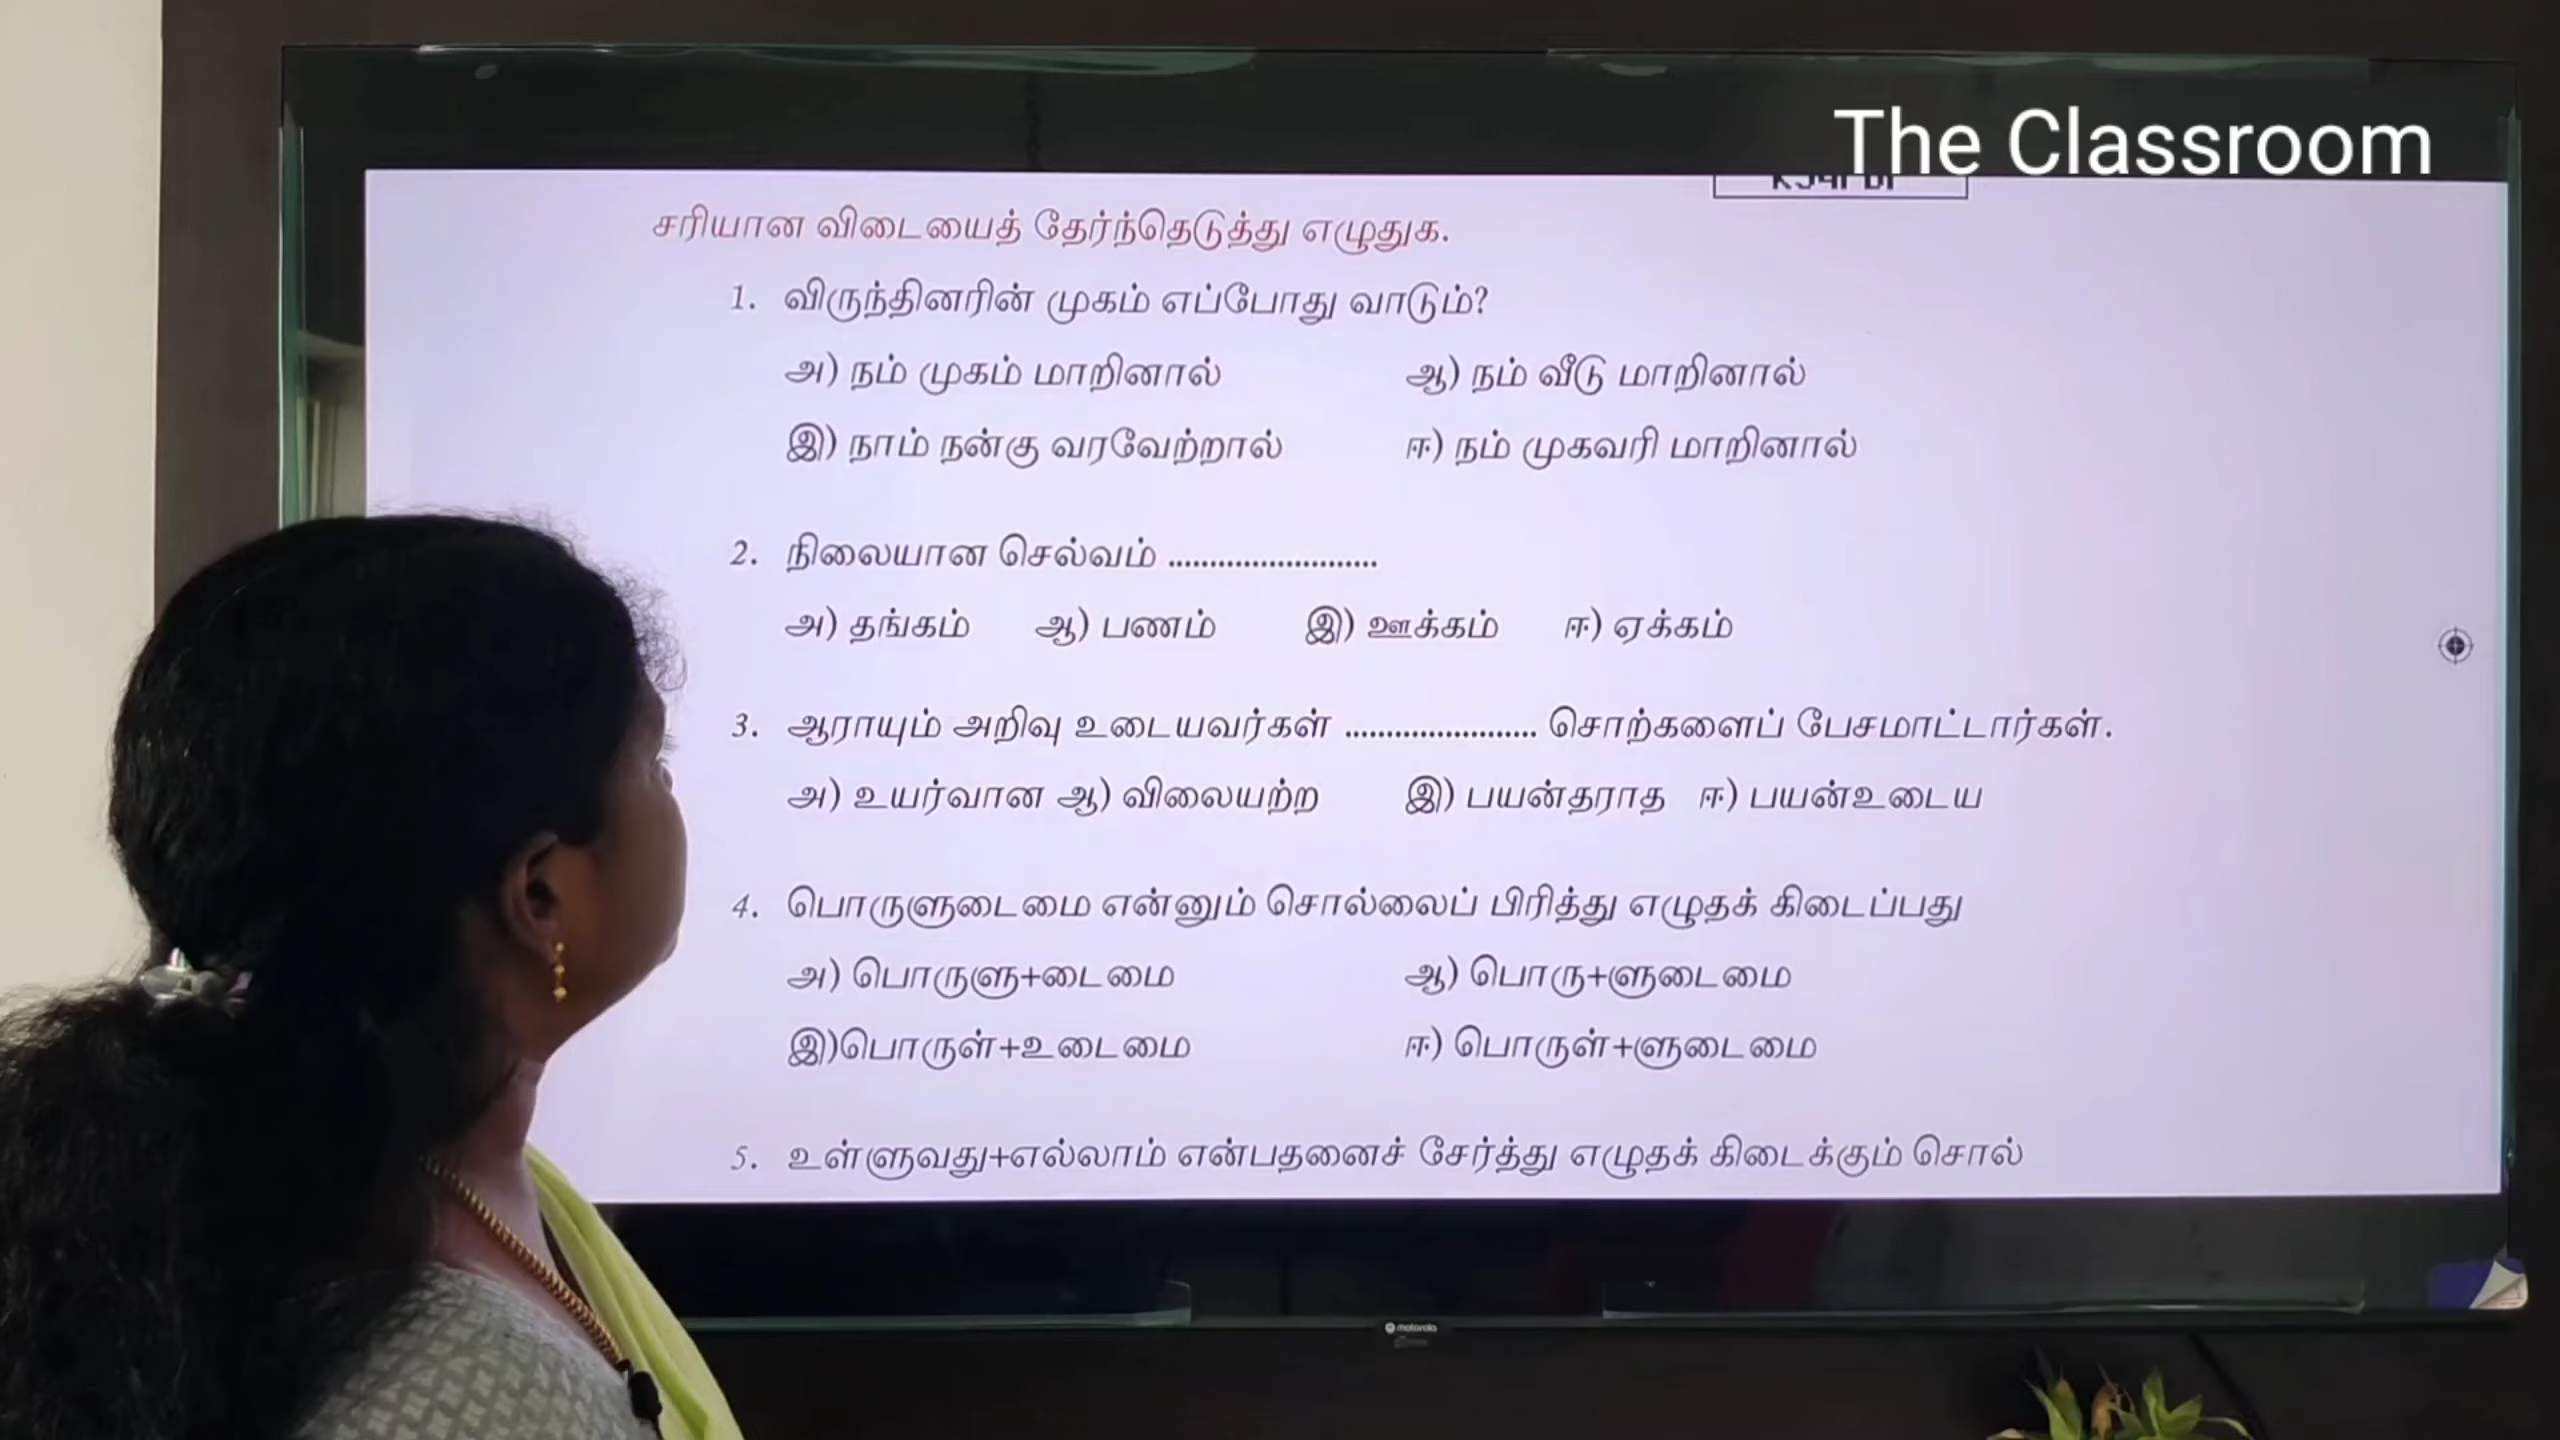 The Classroom
சரியான விடையைத் தேர்ந்தெடுத்து எழுதுக.
1. விருந்தினரின் முகம் எப்போது வாடும்?
அ) நம் முகம் மாறினால் ஆ) நம் வீடு மாறினால்
இ) நாம் நன்கு வரவேற்றால் ஈ) நம் முகவரி மாறினால்
2. நிலையான செல்வம் .........................
அ) தங்கம் ஆ) பணம் இ) ஊக்கம் ஈ) ஏக்கம்
3. ஆராயும் அறிவு உடையவர்கள் ....................... சொற்களைப் பேசமாட்டார்கள்.
அ) உயர்வான ஆ) விலையற்ற இ) பயன்தராத ஈ) பயன்உடைய
4. பொருளுடைமை என்னும் சொல்லைப் பிரித்து எழுதக் கிடைப்பது
அ) பொருளு+டைமை ஆ) பொரு+ளுடைமை
இ)பொருள்+உடைமை ஈ) பொருள்+ளுடைமை
5. உள்ளுவது+எல்லாம் என்பதனைச் சேர்த்து எழுதக் கிடைக்கும் சொல்
motorola